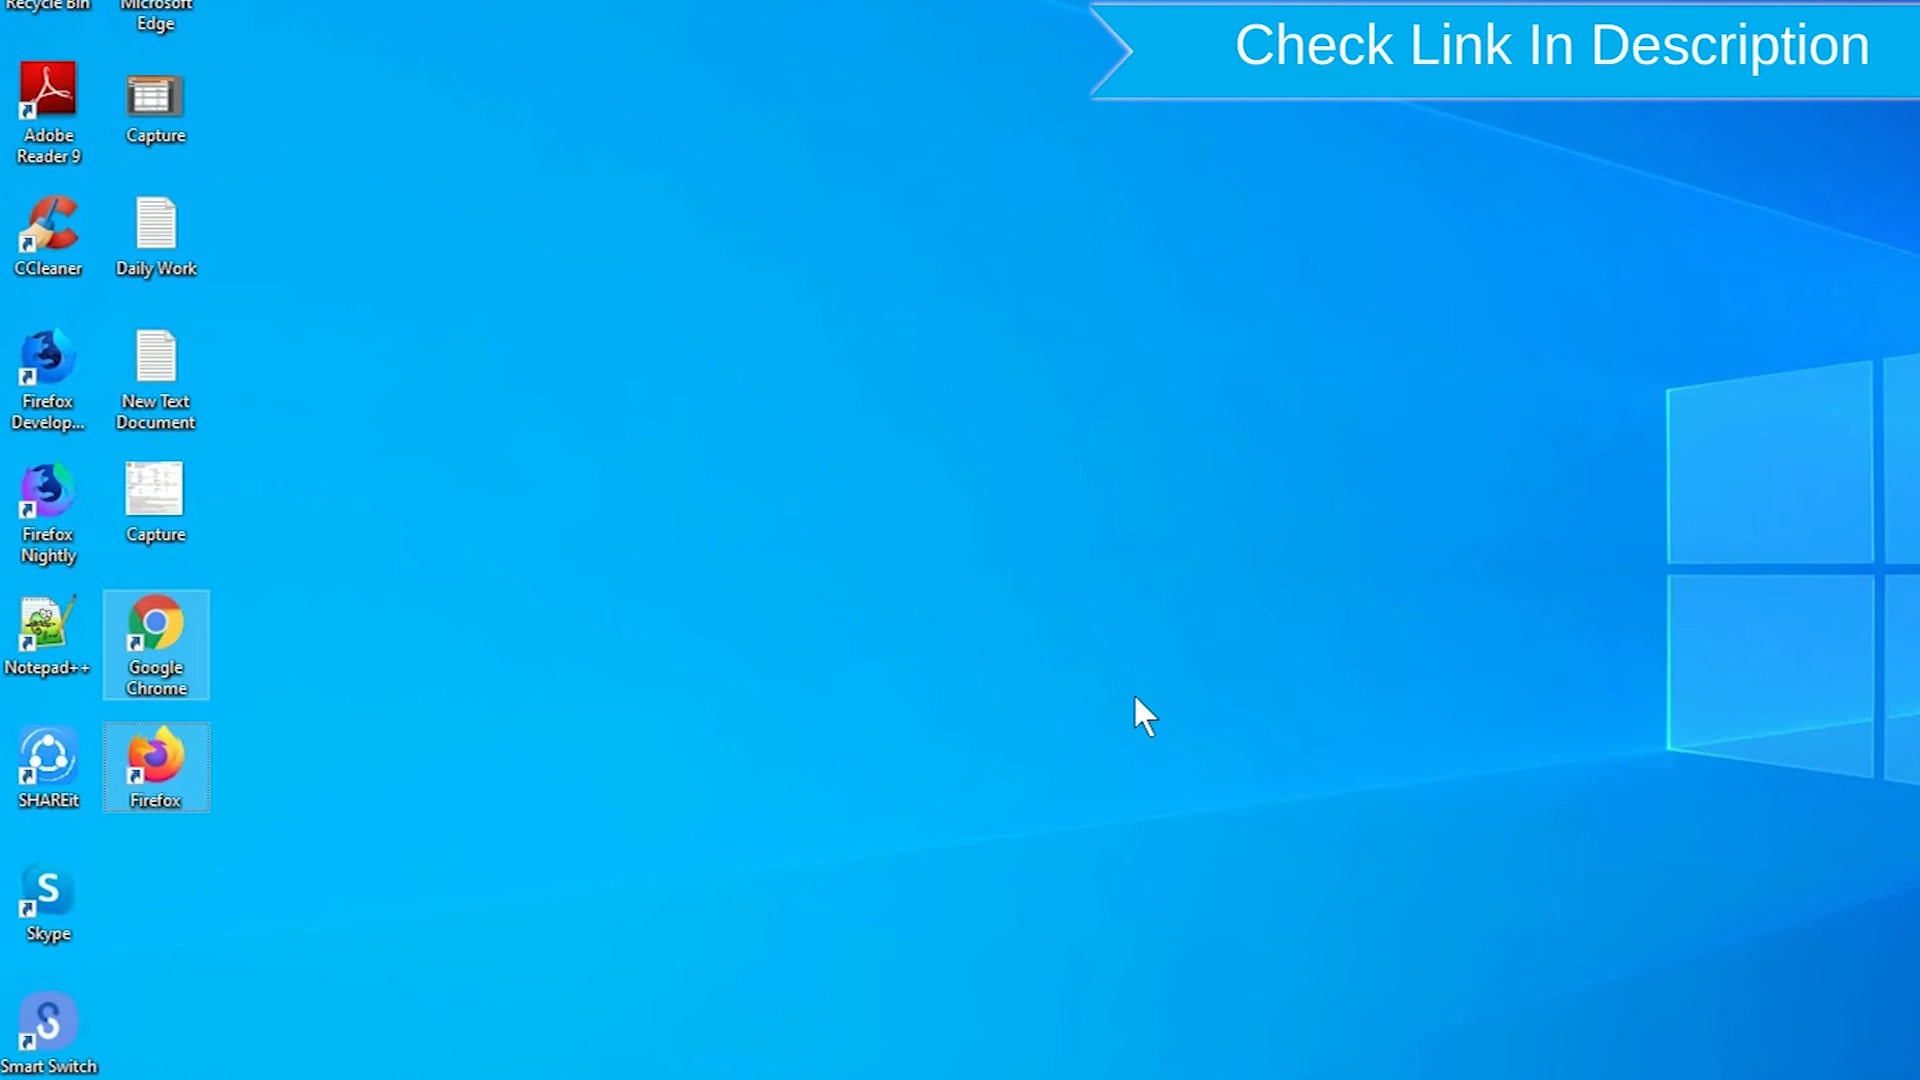 Recycle Bin
Microsoft
Edge
Check Link In Description
Adobe
Reader 9
Capture
CCleaner
Daily Work
Firefox
Develop...
New Text
Document
Firefox
Nightly
Capture
Notepad++
Google
Chrome
SHAREit
Firefox
Skype
Smart Switch